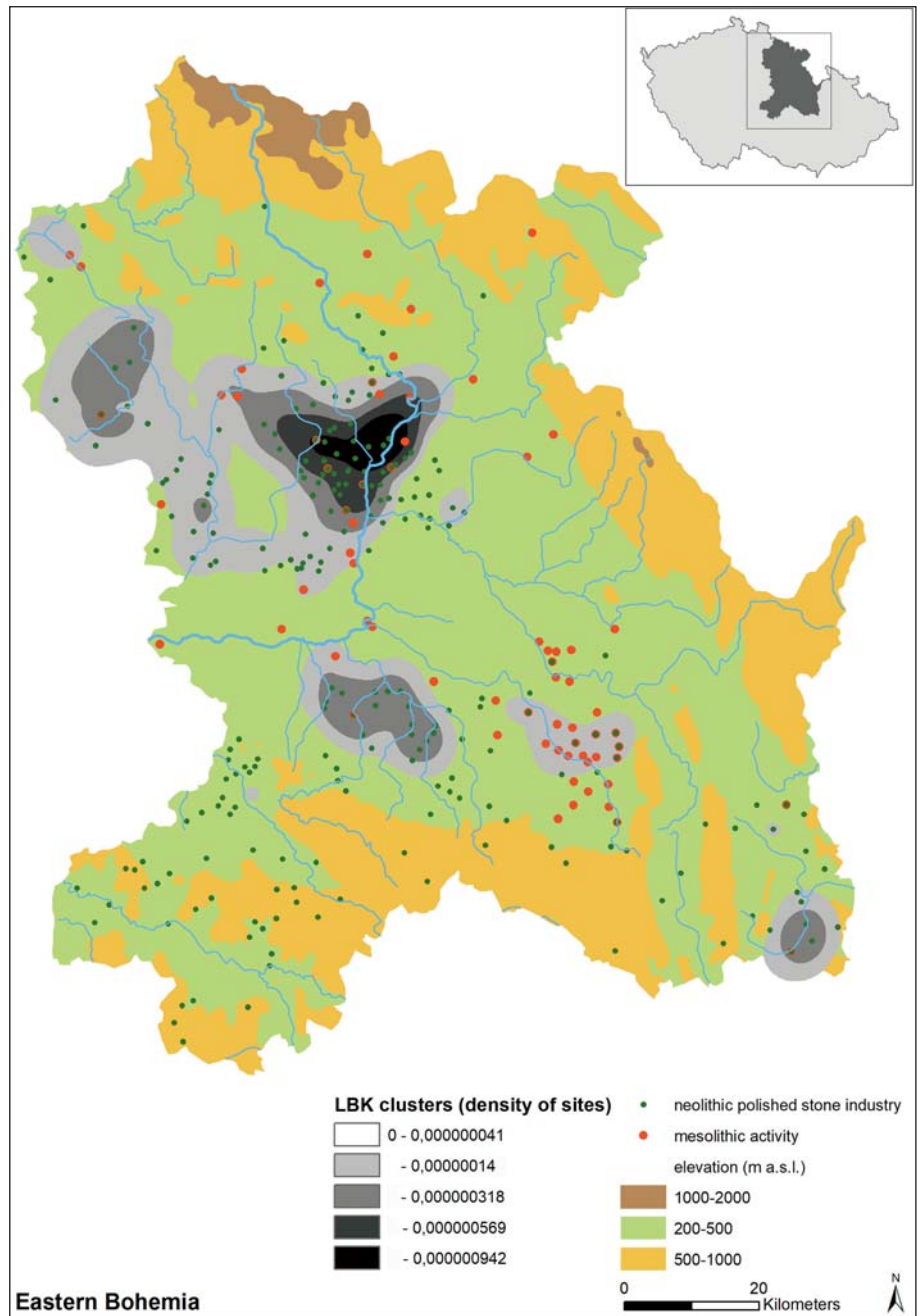 LBK clusters (density of sites)
0 - 0,000000041
- 0,00000014
- 0,000000318
- 0,000000569
- 0,000000942
neolithic polished stone industry
mesolithic activity
elevation (m a.s.l.)
1000-2000
200-500
500-1000
Eastern Bohemia
0 20
Kilometers
N